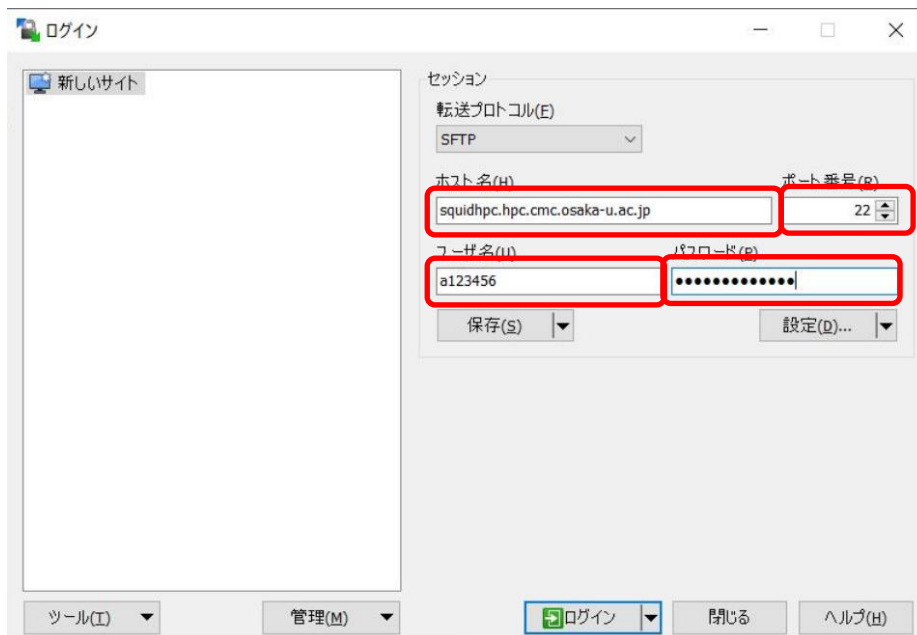 ログイン
新しいサイト
セッション
転送プロトコル(F)
SFTP
ホスト名(H) ポート番号(R)
squidhpc.hpc.cmc.osaka-u.ac.jp 22
ユーザ名(U) パスワード(P)
a123456 •••••••••••••
保存(S) 設定(D)...
ツール(T) 管理(M) ログイン 閉じる ヘルプ(H)